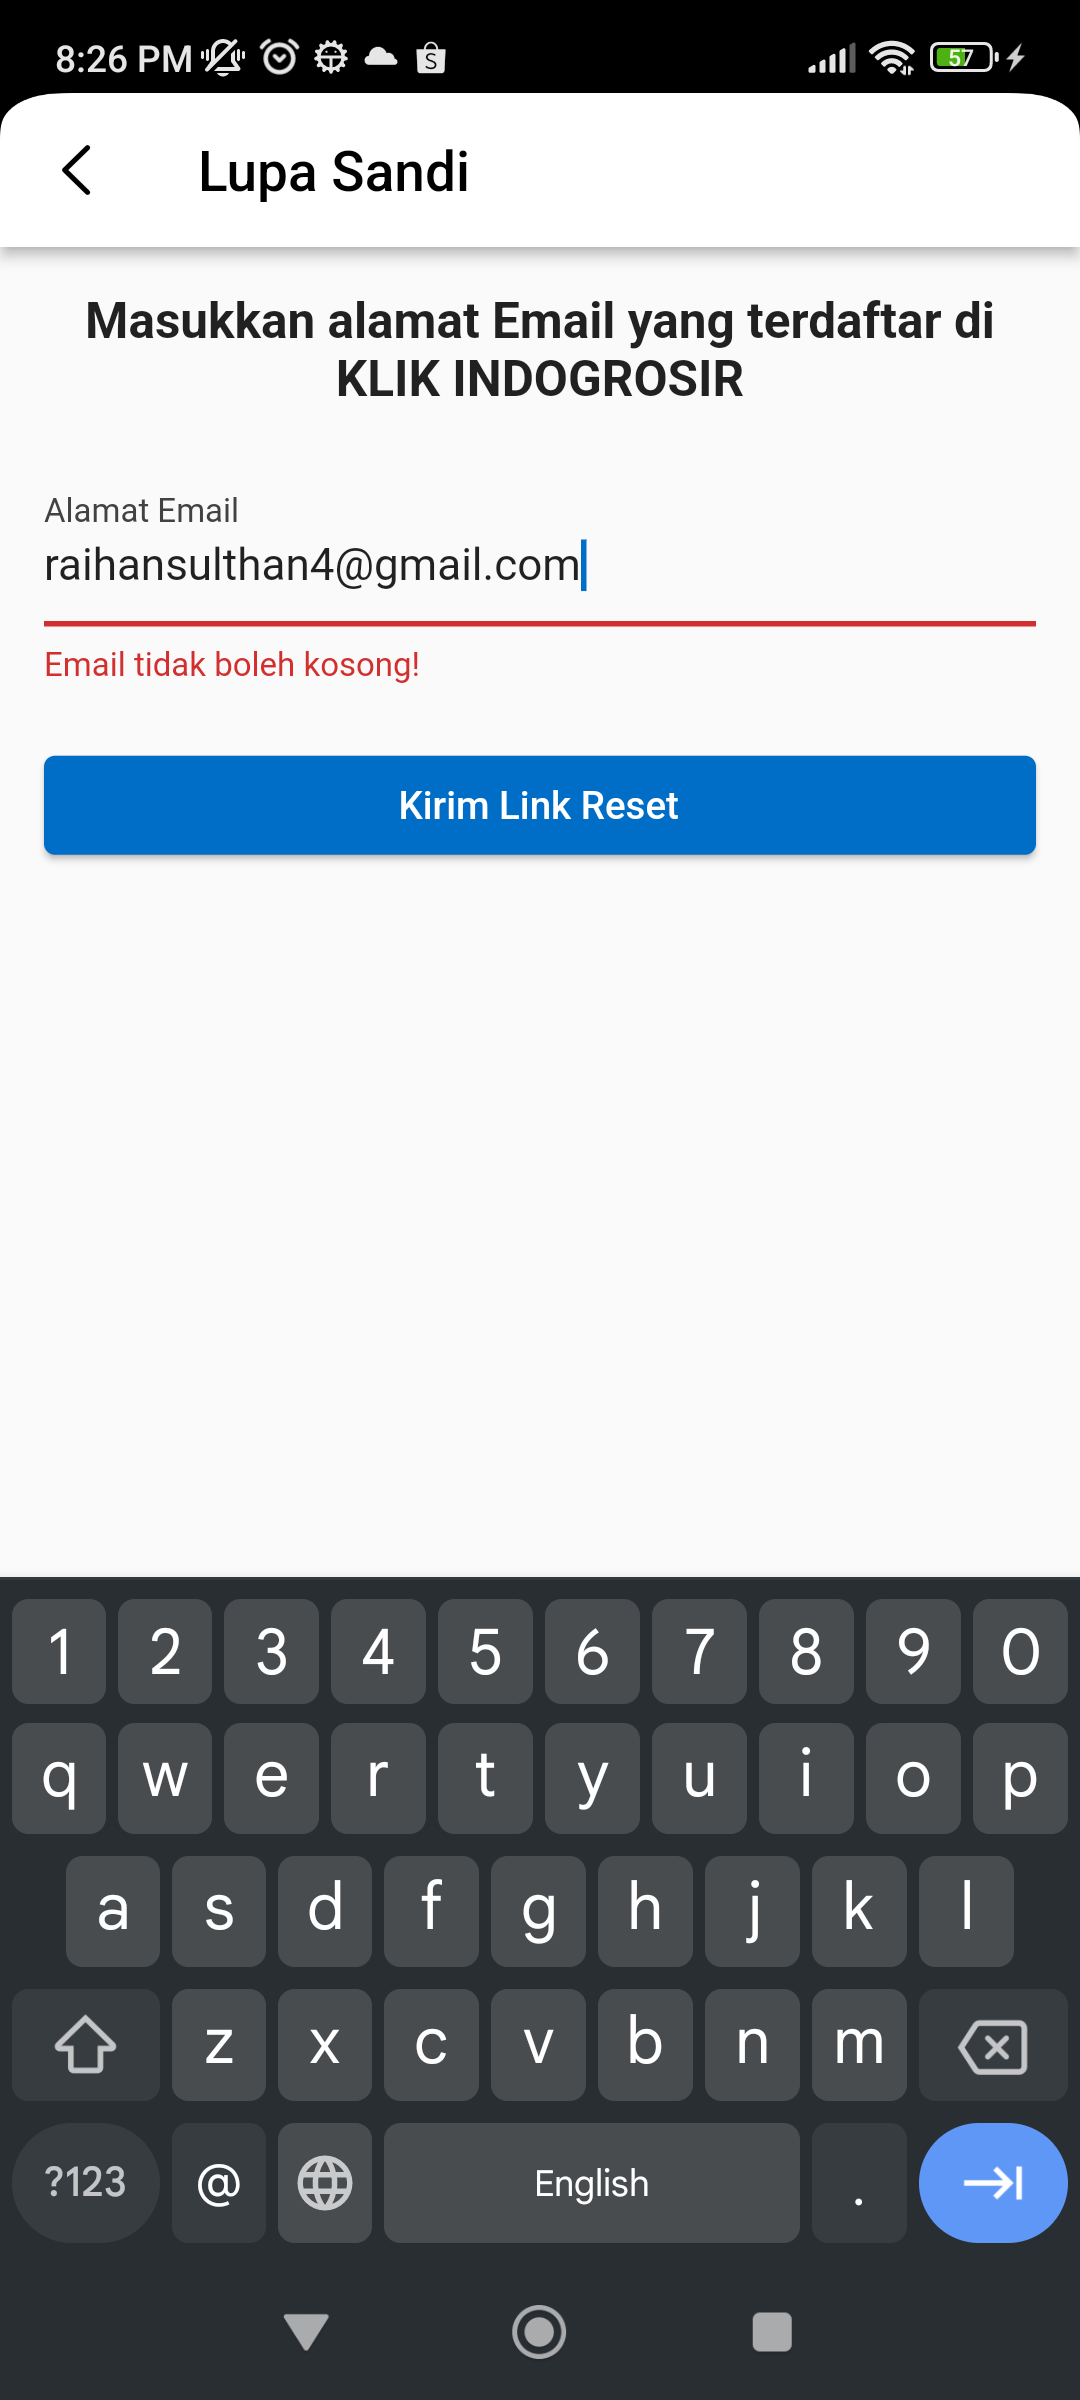 8:26 PM
57
Lupa Sandi
Masukkan alamat Email yang terdaftar di
KLIK INDOGROSIR
Alamat Email
raihansulthan4@gmail.com
Email tidak boleh kosong!
Kirim Link Reset
1 2 3 4 5 6 7 8 9 0
q w e r t y u i o p
a s d f g h j k l
z x c v b n m
?123 @ English .